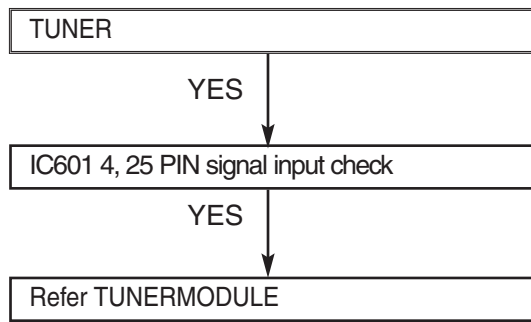 TUNER
YES
IC601 4, 25 PIN signal input check
YES
Refer TUNERMODULE